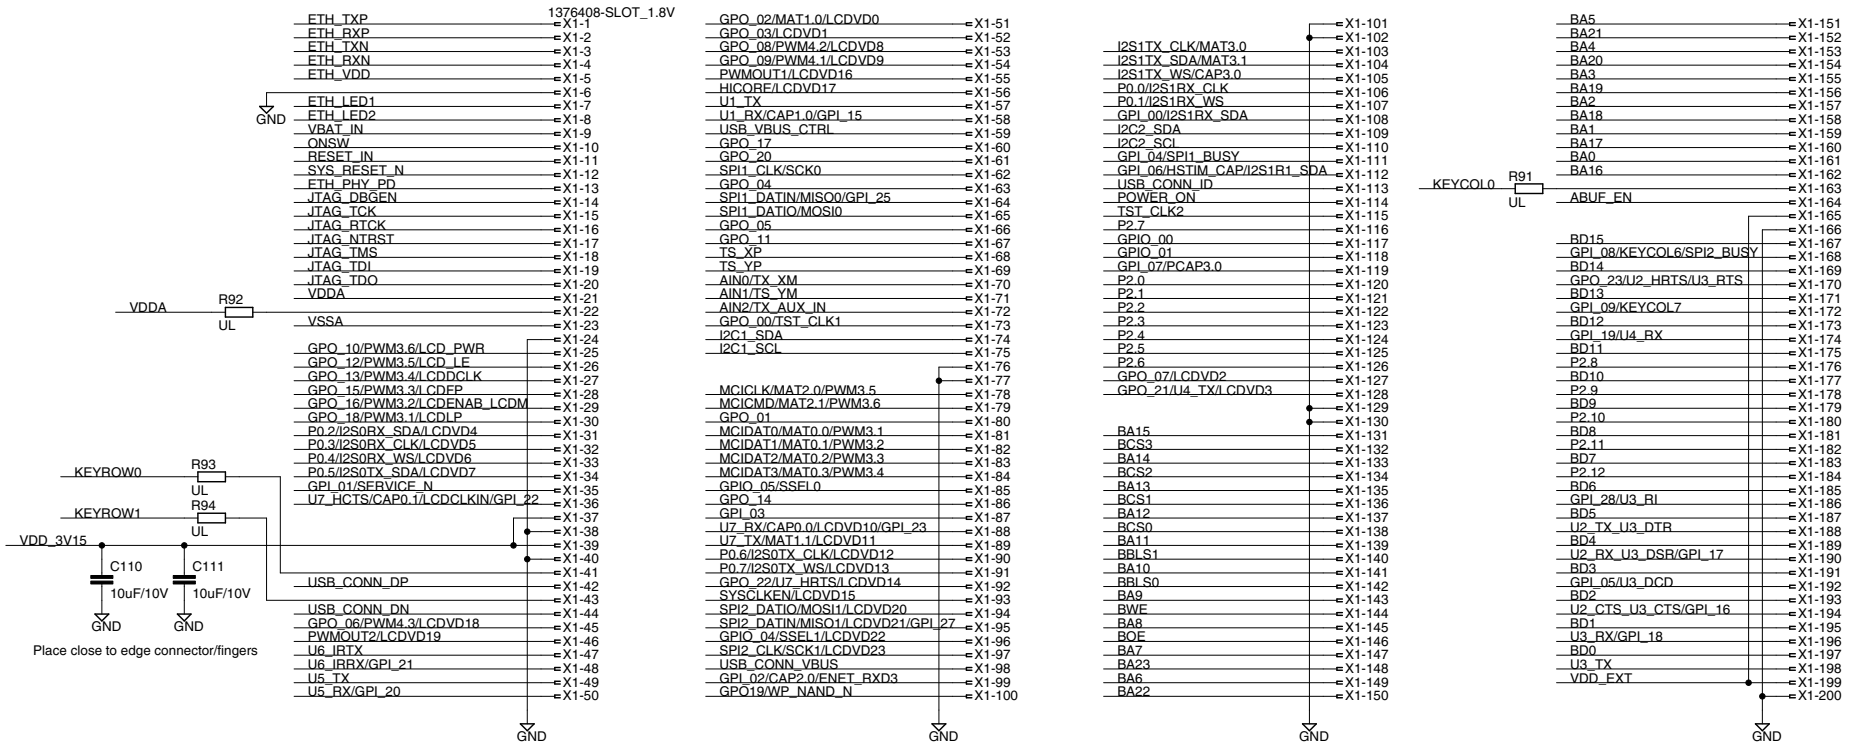 1376408-SLOT_1.8V
ETH_TXP X1-1
ETH_RXP X1-2
ETH_TXN X1-3
ETH_RXN X1-4
ETH_VDD X1-5
X1-6
GND
ETH_LED1 X1-7
ETH_LED2 X1-8
VBAT_IN X1-9
ONSW X1-10
RESET_IN X1-11
SYS_RESET_N X1-12
ETH_PHY_PD X1-13
JTAG_DBGEN X1-14
JTAG_TCK X1-15
JTAG_RTCK X1-16
JTAG_NTRST X1-17
JTAG_TMS X1-18
JTAG_TDI X1-19
JTAG_TDO X1-20
VDDA X1-21
VDDA R92 UL X1-22
VSSA X1-23
X1-24
GPO_10/PWM3.6/LCD_PWR X1-25
GPO_12/PWM3.5/LCD_LE X1-26
GPO_13/PWM3.4/LCDDCLK X1-27
GPO_15/PWM3.3/LCDFP X1-28
GPO_16/PWM3.2/LCDENAB_LCDM X1-29
GPO_18/PWM3.1/LCDLP X1-30
P0.2/I2S0RX_SDA/LCDVD4 X1-31
P0.3/I2S0RX_CLK/LCDVD5 X1-32
P0.4/I2S0RX_WS/LCDVD6 X1-33
P0.5/I2S0TX_SDA/LCDVD7 X1-34
GPI_01/SERVICE_N X1-35
U7_HCTS/CAP0.1/LCDCLKIN/GPI_22 X1-36
KEYROW0 R93 UL
KEYROW1 R94 UL
X1-37
X1-38
VDD_3V15 X1-39
X1-40
X1-41
C110 10uF/10V GND
C111 10uF/10V GND
Place close to edge connector/fingers
USB_CONN_DP X1-42
X1-43
USB_CONN_DN X1-44
GPO_06/PWM4.3/LCDVD18 X1-45
PWMOUT2/LCDVD19 X1-46
U6_IRTX X1-47
U6_IRRX/GPI_21 X1-48
U5_TX X1-49
U5_RX/GPI_20 X1-50
GND
GPO_02/MAT1.0/LCDVD0 X1-51
GPO_03/LCDVD1 X1-52
GPO_08/PWM4.2/LCDVD8 X1-53
GPO_09/PWM4.1/LCDVD9 X1-54
PWMOUT1/LCDVD16 X1-55
HICORE/LCDVD17 X1-56
U1_TX X1-57
U1_RX/CAP1.0/GPI_15 X1-58
USB_VBUS_CTRL X1-59
GPO_17 X1-60
GPO_20 X1-61
SPI1_CLK/SCK0 X1-62
GPO_04 X1-63
SPI1_DATIN/MISO0/GPI_25 X1-64
SPI1_DATIO/MOSI0 X1-65
GPO_05 X1-66
GPO_11 X1-67
TS_XP X1-68
TS_YP X1-69
AIN0/TX_XM X1-70
AIN1/TS_YM X1-71
AIN2/TX_AUX_IN X1-72
GPO_00/TST_CLK1 X1-73
I2C1_SDA X1-74
I2C1_SCL X1-75
X1-76
X1-77
MCICLK/MAT2.0/PWM3.5 X1-78
MCICMD/MAT2.1/PWM3.6 X1-79
GPO_01 X1-80
MCIDAT0/MAT0.0/PWM3.1 X1-81
MCIDAT1/MAT0.1/PWM3.2 X1-82
MCIDAT2/MAT0.2/PWM3.3 X1-83
MCIDAT3/MAT0.3/PWM3.4 X1-84
GPIO_05/SSEL0 X1-85
GPO_14 X1-86
GPI_03 X1-87
U7_RX/CAP0.0/LCDVD10/GPI_23 X1-88
U7_TX/MAT1.1/LCDVD11 X1-89
P0.6/I2S0TX_CLK/LCDVD12 X1-90
P0.7/I2S0TX_WS/LCDVD13 X1-91
GPO_22/U7_HRTS/LCDVD14 X1-92
SYSCLKEN/LCDVD15 X1-93
SPI2_DATIO/MOSI1/LCDVD20 X1-94
SPI2_DATIN/MISO1/LCDVD21/GPI_27 X1-95
GPIO_04/SSEL1/LCDVD22 X1-96
SPI2_CLK/SCK1/LCDVD23 X1-97
USB_CONN_VBUS X1-98
GPI_02/CAP2.0/ENET_RXD3 X1-99
GPO19/WP_NAND_N X1-100
GND
X1-101
X1-102
I2S1TX_CLK/MAT3.0 X1-103
I2S1TX_SDA/MAT3.1 X1-104
I2S1TX_WS/CAP3.0 X1-105
P0.0/I2S1RX_CLK X1-106
P0.1/I2S1RX_WS X1-107
GPI_00/I2S1RX_SDA X1-108
I2C2_SDA X1-109
I2C2_SCL X1-110
GPI_04/SPI1_BUSY X1-111
GPI_06/HSTIM_CAP/I2S1R1_SDA X1-112
USB_CONN_ID X1-113
POWER_ON X1-114
TST_CLK2 X1-115
P2.7 X1-116
GPIO_00 X1-117
GPIO_01 X1-118
GPI_07/PCAP3.0 X1-119
P2.0 X1-120
P2.1 X1-121
P2.2 X1-122
P2.3 X1-123
P2.4 X1-124
P2.5 X1-125
P2.6 X1-126
GPO_07/LCDVD2 X1-127
GPO_21/U4_TX/LCDVD3 X1-128
X1-129
X1-130
BA15 X1-131
BCS3 X1-132
BA14 X1-133
BCS2 X1-134
BA13 X1-135
BCS1 X1-136
BA12 X1-137
BCS0 X1-138
BA11 X1-139
BBLS1 X1-140
BA10 X1-141
BBLS0 X1-142
BA9 X1-143
BWE X1-144
BA8 X1-145
BOE X1-146
BA7 X1-147
BA23 X1-148
BA6 X1-149
BA22 X1-150
GND
BA5 X1-151
BA21 X1-152
BA4 X1-153
BA20 X1-154
BA3 X1-155
BA19 X1-156
BA2 X1-157
BA18 X1-158
BA1 X1-159
BA17 X1-160
BA0 X1-161
BA16 X1-162
KEYCOL0 R91 UL X1-163
ABUF_EN X1-164
X1-165
X1-166
BD15 X1-167
GPI_08/KEYCOL6/SPI2_BUSY X1-168
BD14 X1-169
GPO_23/U2_HRTS/U3_RTS X1-170
BD13 X1-171
GPI_09/KEYCOL7 X1-172
BD12 X1-173
GPI_19/U4_RX X1-174
BD11 X1-175
P2.8 X1-176
BD10 X1-177
P2.9 X1-178
BD9 X1-179
P2.10 X1-180
BD8 X1-181
P2.11 X1-182
BD7 X1-183
P2.12 X1-184
BD6 X1-185
GPI_28/U3_RI X1-186
BD5 X1-187
U2_TX_U3_DTR X1-188
BD4 X1-189
U2_RX_U3_DSR/GPI_17 X1-190
BD3 X1-191
GPI_05/U3_DCD X1-192
BD2 X1-193
U2_CTS_U3_CTS/GPI_16 X1-194
BD1 X1-195
U3_RX/GPI_18 X1-196
BD0 X1-197
U3_TX X1-198
VDD_EXT X1-199
X1-200
GND